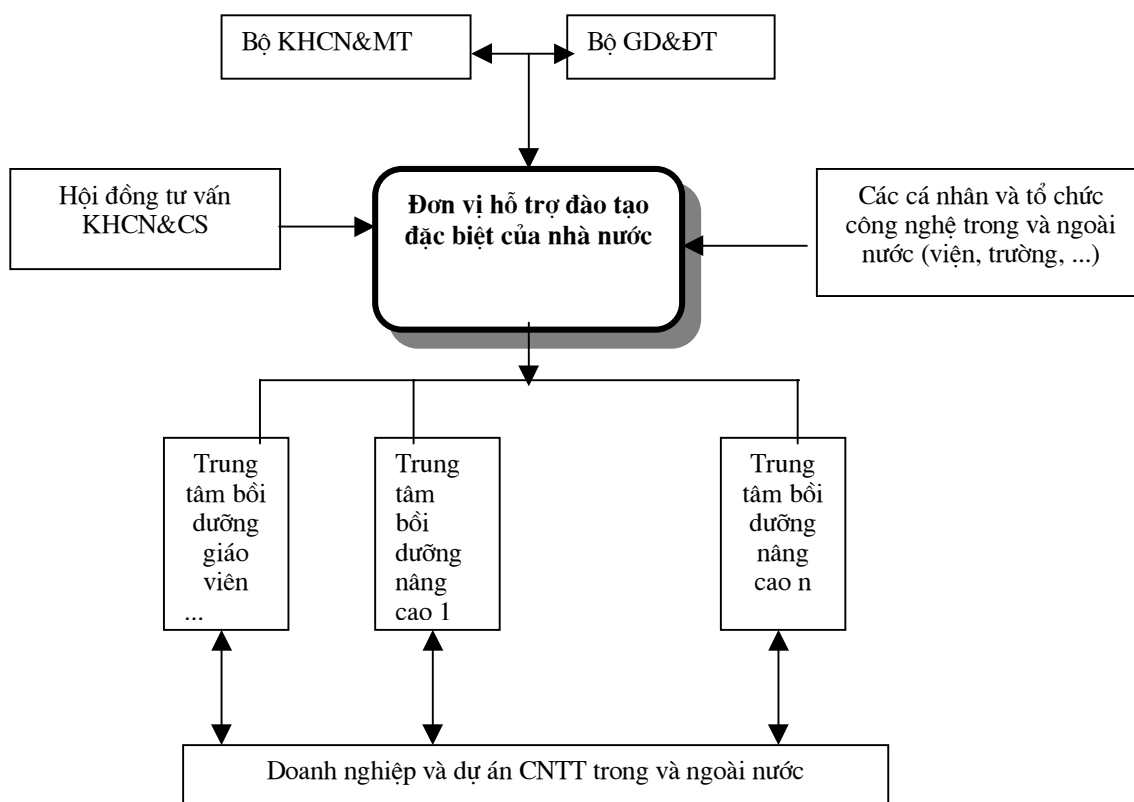 Bộ KHCN&MT
Bộ GD&ĐT
Hội đồng tư vấn
KHCN&CS
Đơn vị hỗ trợ đào tạo
đặc biệt của nhà nước
Các cá nhân và tổ chức
công nghệ trong và ngoài
nước (viện, trường, ...)
Trung
tâm bồi
dưỡng
giáo
viên
...
Trung
tâm
bồi
dưỡng
nâng
cao 1
Trung
tâm bồi
dưỡng
nâng
cao n
Doanh nghiệp và dự án CNTT trong và ngoài nước